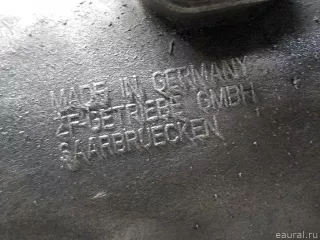 MADE IN GERMANY
ZF-GETRIEBE GMBH
SAARBRUECKEN
eaural.ru